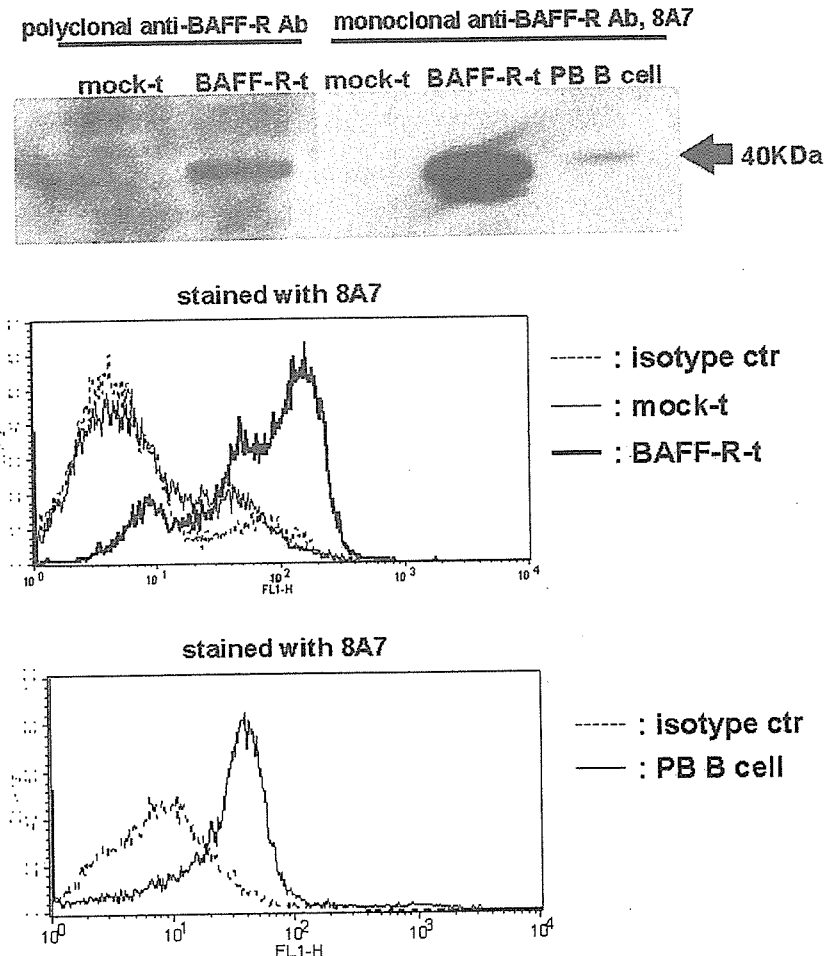 polyclonal anti-BAFF-R Ab monoclonal anti-BAFF-R Ab, 8A7
mock-t BAFF-R-t mock-t BAFF-R-t PB B cell
40KDa
stained with 8A7
: isotype ctr
: mock-t
: BAFF-R-t
10^0 10^1 10^2 10^3 10^4
FL1-H
stained with 8A7
: isotype ctr
: PB B cell
10^0 10^1 10^2 10^3 10^4
FL1-H